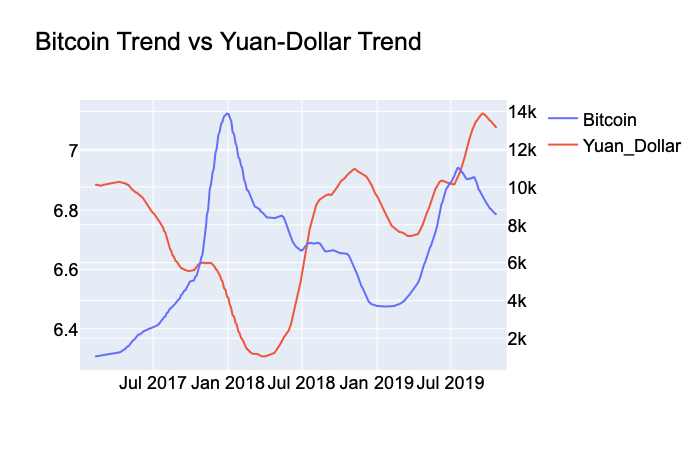 Bitcoin Trend vs Yuan-Dollar Trend
14k
Bitcoin
7
12k
Yuan_Dollar
10k
6.8
8k
6.6
6k
4k
6.4
2k
Jul 2017
Jan 2018
Jul 2018
Jan 2019
Jul 2019